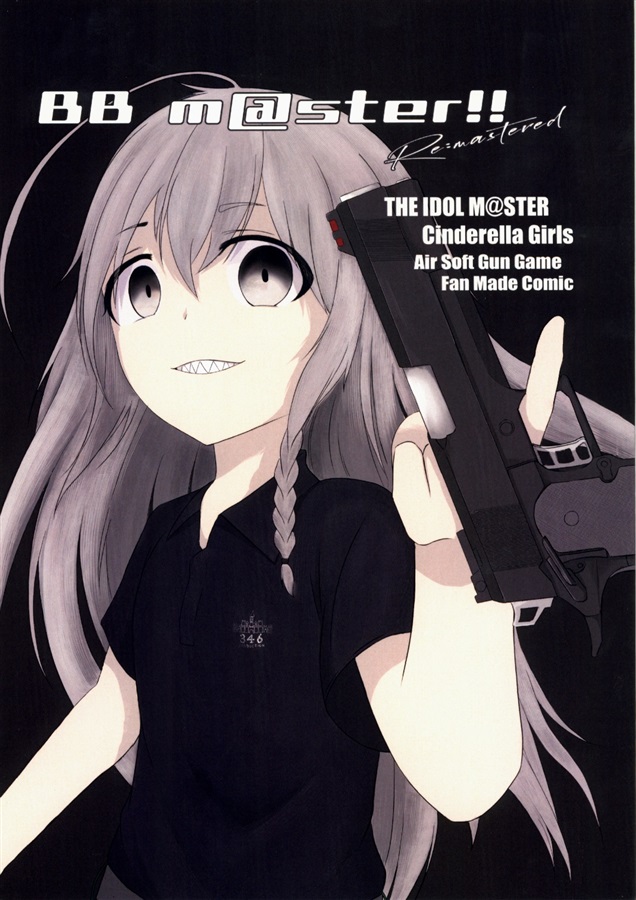 BB m@ster!!
Re:mastered
THE IDOL M@STER
Cinderella Girls
Air Soft Gun Game
Fan Made Comic
346